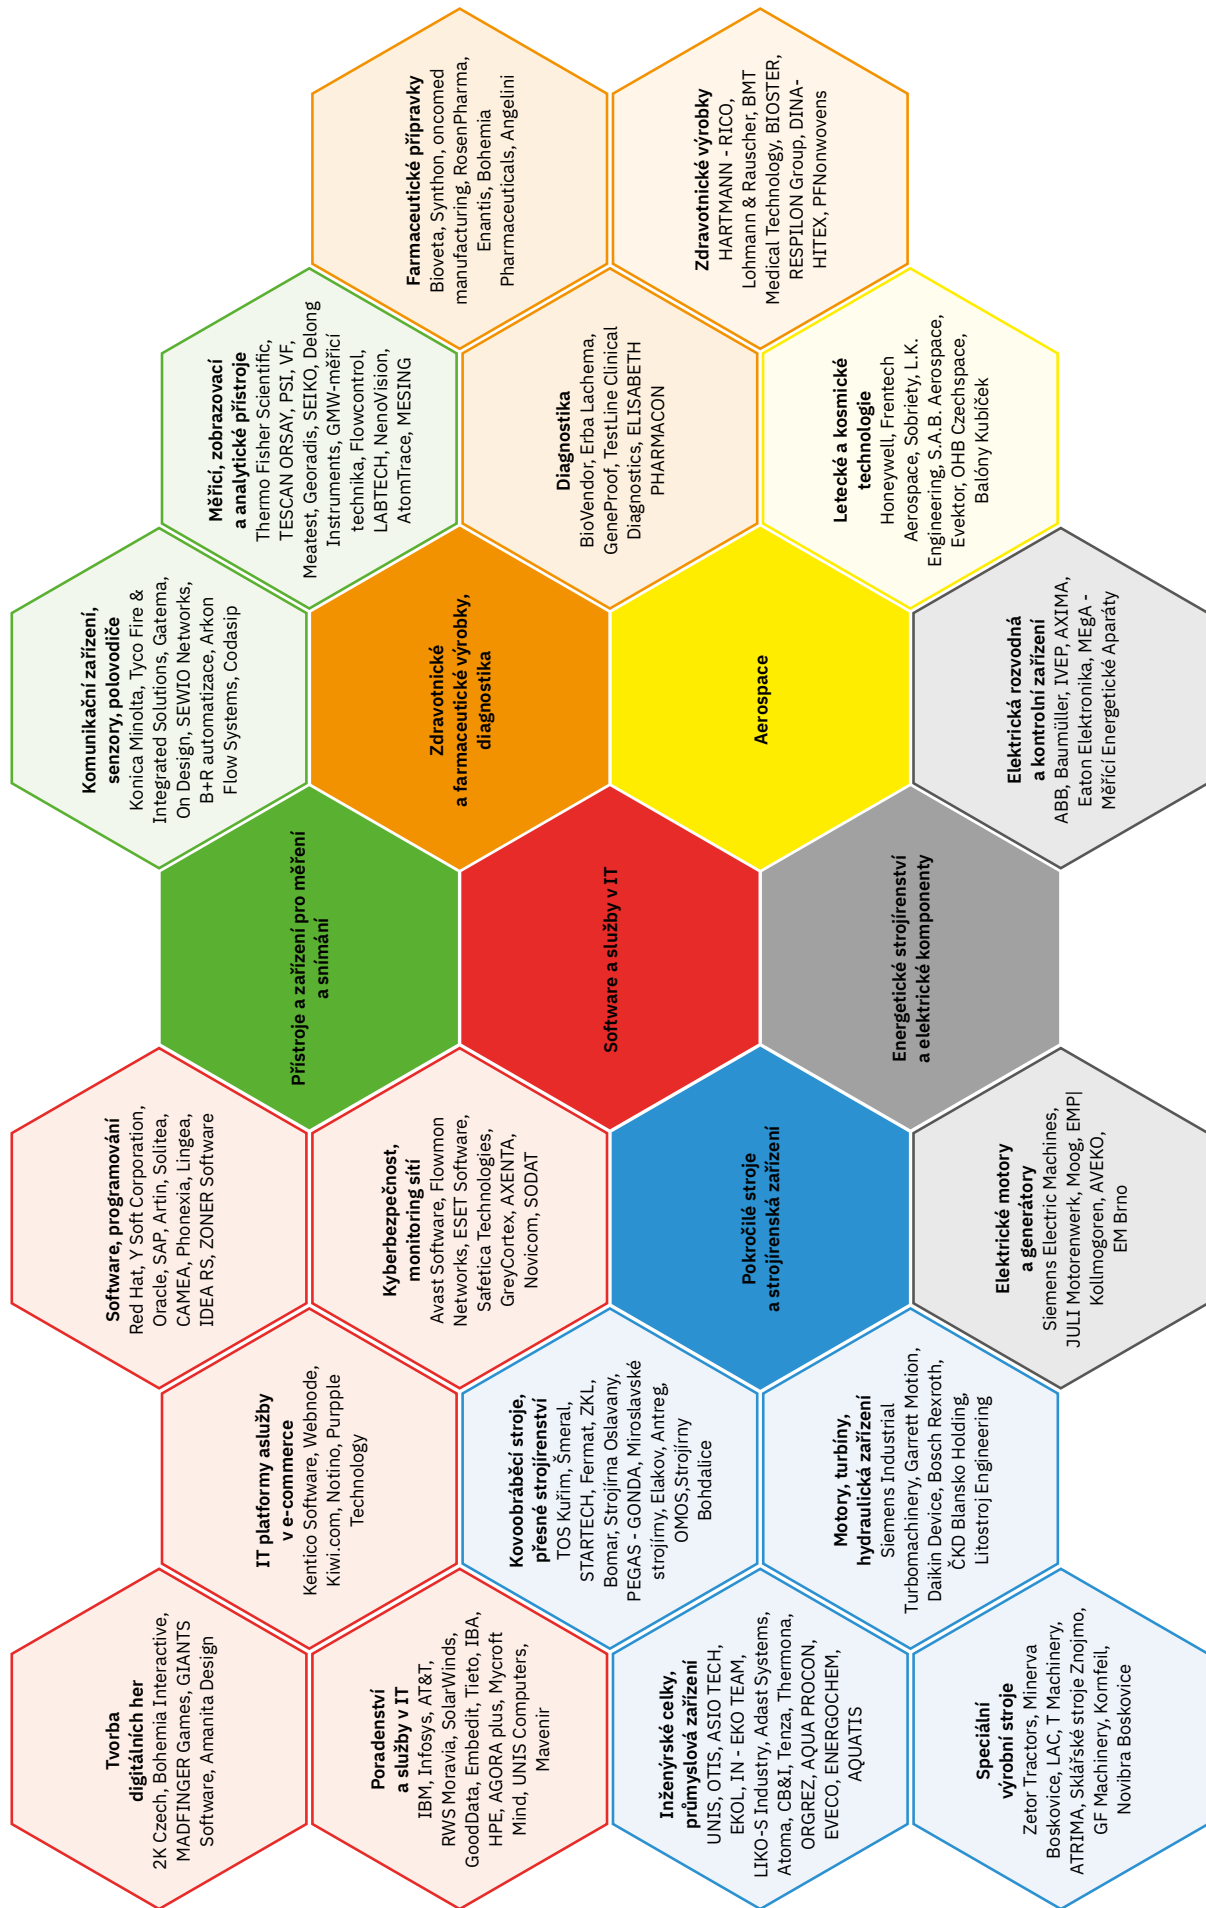 Tvorba
digitálních her
2K Czech, Bohemia Interactive,
MADFINGER Games, GIANTS
Software, Amanita Design
Software, programování
Red Hat, Y Soft Corporation,
Oracle, SAP, Artin, Solitea,
CAMEA, Phonexia, Lingea,
IDEA RS, ZONER Software
Komunikační zařízení,
senzory, polovodiče
Konica Minolta, Tyco Fire &
Integrated Solutions, Gatema,
On Design, SEWIO Networks,
B+R automatizace, Arkon
Flow Systems, Codasip
IT platformy aslužby
v e-commerce
Kentico Software, Webnode,
Kiwi.com, Notino, Purple
Technology
Přístroje a zařízení pro měření
a snímání
Měřicí, zobrazovací
a analytické přístroje
Thermo Fisher Scientific,
TESCAN ORSAY, PSI, VF,
Meatest, Georadis, SEIKO, Delong
Instruments, GMW-měřicí
technika, Flowcontrol,
LABTECH, NenoVision,
AtomTrace, MESING
Poradenství
a služby v IT
IBM, Infosys, AT&T,
RWS Moravia, SolarWinds,
GoodData, Embedit, Tieto, IBA,
HPE, AGORA plus, Mycroft
Mind, UNIS Computers,
Mavenir
Kyberbezpečnost,
monitoring sítí
Avast Software, Flowmon
Networks, ESET Software,
Safetica Technologies,
GreyCortex, AXENTA,
Novicom, SODAT
Zdravotnické
a farmaceutické výrobky,
diagnostika
Farmaceutické přípravky
Bioveta, Synthon, oncomed
manufacturing, RosenPharma,
Enantis, Bohemia
Pharmaceuticals, Angelini
Kovoobráběcí stroje,
přesné strojírenství
TOS Kuřim, Šmeral,
STARTECH, Fermat, ZKL,
Bomar, Strojírna Oslavany,
PEGAS - GONDA, Miroslavské
strojírny, Elakov, Antreg,
OMOS,Strojírny
Bohdalice
Software a služby v IT
Diagnostika
BioVendor, Erba Lachema,
GeneProof, TestLine Clinical
Diagnostics, ELISABETH
PHARMACON
Inženýrské celky,
průmyslová zařízení
UNIS, OTIS, ASIO TECH,
EKOL, IN - EKO TEAM,
LIKO-S Industry, Adast Systems,
Atoma, CB&I, Tenza, Thermona,
ORGREZ, AQUA PROCON,
EVECO, ENERGOCHEM,
AQUATIS
Pokročilé stroje
a strojírenská zařízení
Aerospace
Zdravotnické výrobky
HARTMANN - RICO,
Lohmann & Rauscher, BMT
Medical Technology, BIOSTER,
RESPILON Group, DINA-
HITEX, PFNonwovens
Motory, turbíny,
hydraulická zařízení
Siemens Industrial
Turbomachinery, Garrett Motion,
Daikin Device, Bosch Rexroth,
ČKD Blansko Holding,
Litostroj Engineering
Energetické strojírenství
a elektrické komponenty
Letecké a kosmické
technologie
Honeywell, Frentech
Aerospace, Sobriety, L.K.
Engineering, S.A.B. Aerospace,
Evektor, OHB Czechspace,
Balóny Kubíček
Speciální
výrobní stroje
Zetor Tractors, Minerva
Boskovice, LAC, T Machinery,
ATRIMA, Sklářské stroje Znojmo,
GF Machinery, Kornfeil,
Novibra Boskovice
Elektrické motory
a generátory
Siemens Electric Machines,
JULI Motorenwerk, Moog, EMP|
Kollmogoren, AVEKO,
EM Brno
Elektrická rozvodná
a kontrolní zařízení
ABB, Baumüller, IVEP, AXIMA,
Eaton Elektronika, MEgA -
Měřící Energetické Aparáty